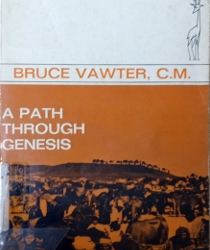 BRUCE VAWTER, C.M.
A PATH
THROUGH
GENESIS